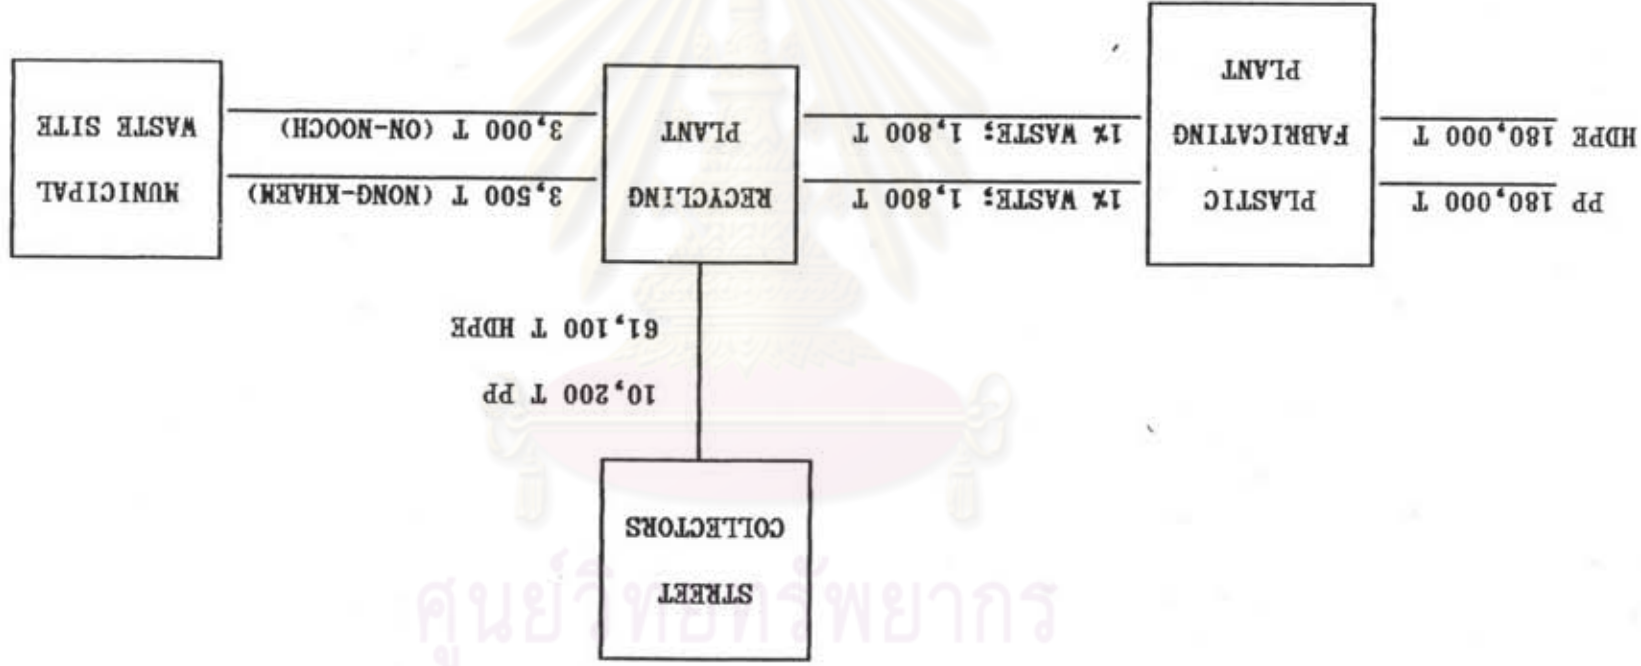 STREET
COLLECTORS
10,200 T PP
61,100 T HDPE
PP 180,000 T
HDPE 180,000 T
PLASTIC
FABRICATING
PLANT
1% WASTE; 1,800 T
1% WASTE; 1,800 T
RECYCLING
PLANT
3,500 T (NONG-KHAEM)
3,000 T (ON-NOOCH)
MUNICIPAL
WASTE SITE
ศูนย์วิทยทรัพยากร